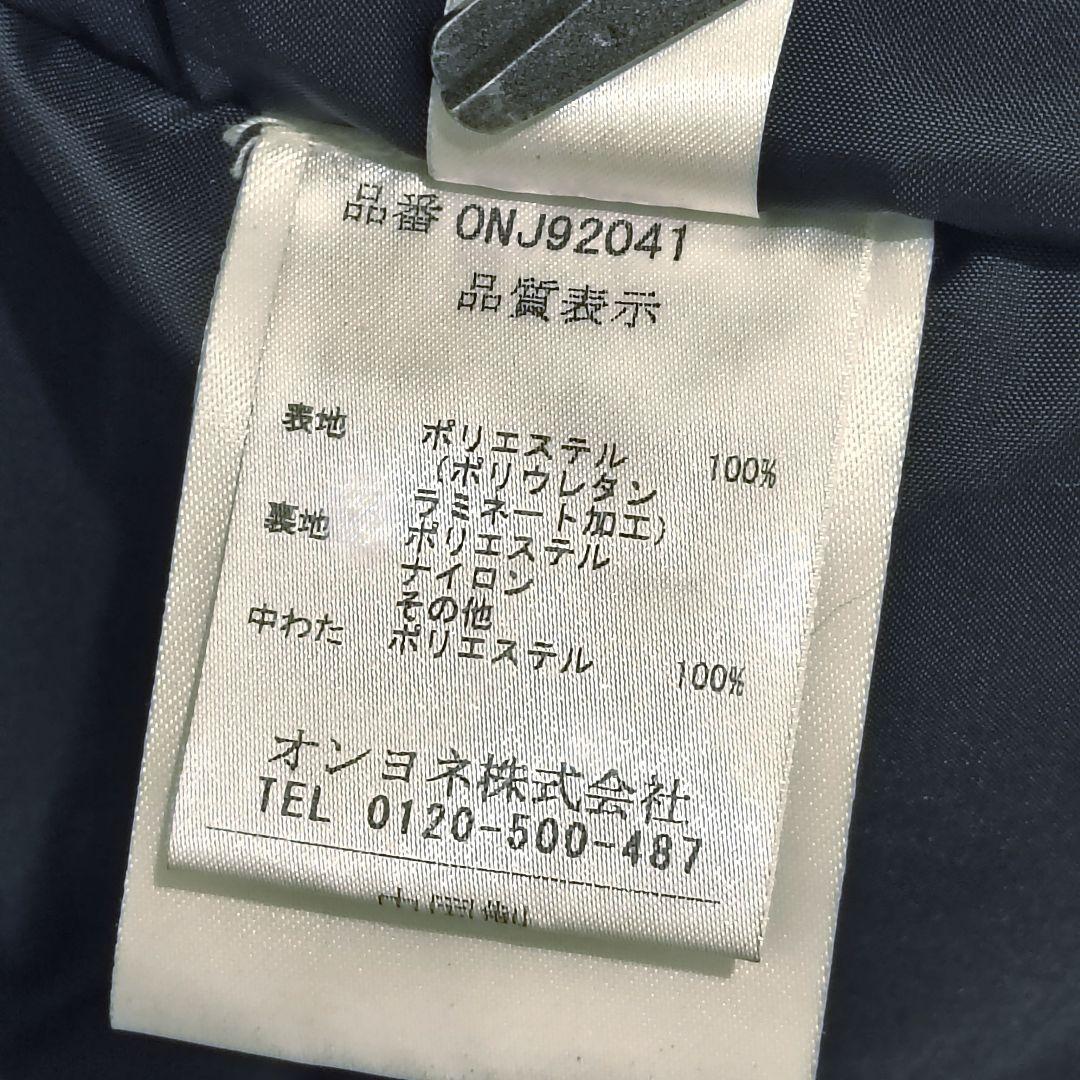 品番 ONJ92041
品質表示
表地 ポリエステル 100%
(ポリウレタン
ラミネート加工)
裏地 ポリエステル
ナイロン
その他
中わた ポリエステル 100%
オンヨネ株式会社
TEL 0120-500-487